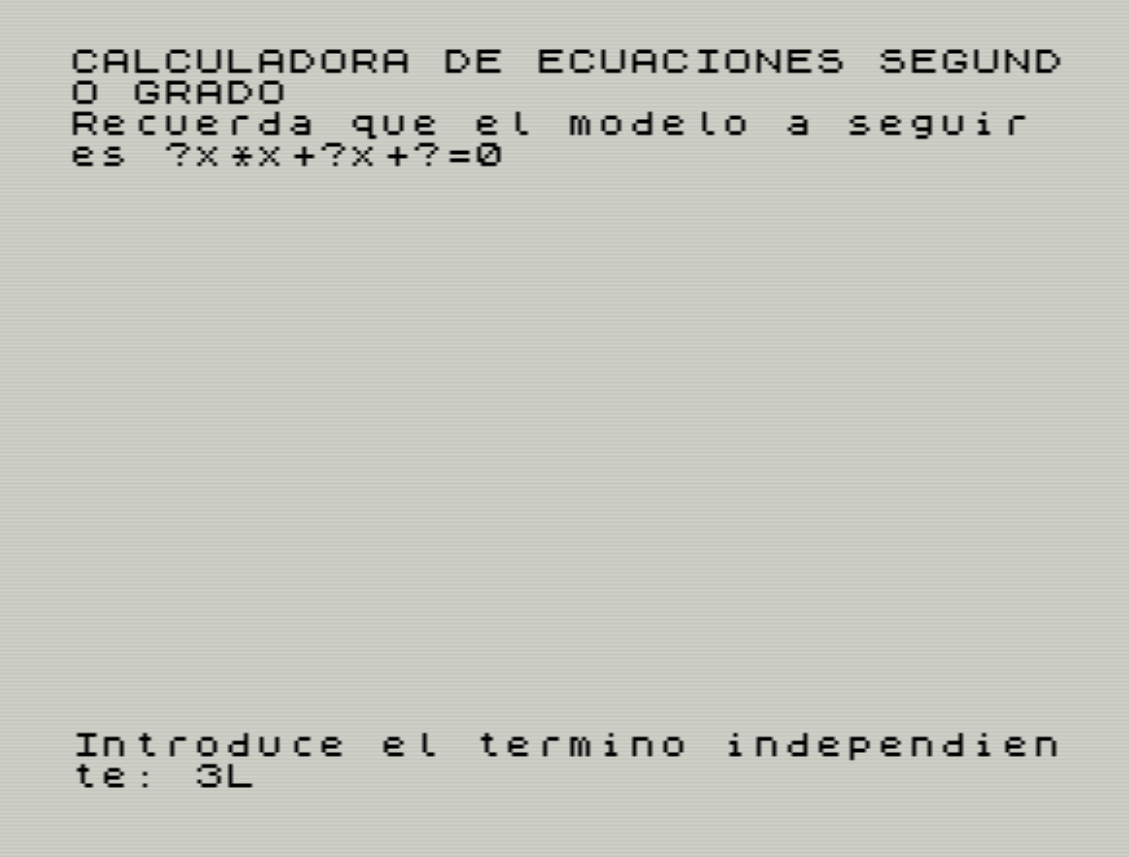 CALCULADORA DE ECUACIONES SEGUND
O GRADO
Recuerda que el modelo a seguir
es ?x*x+?x+?=0
Introduce el termino independien
te: 3L